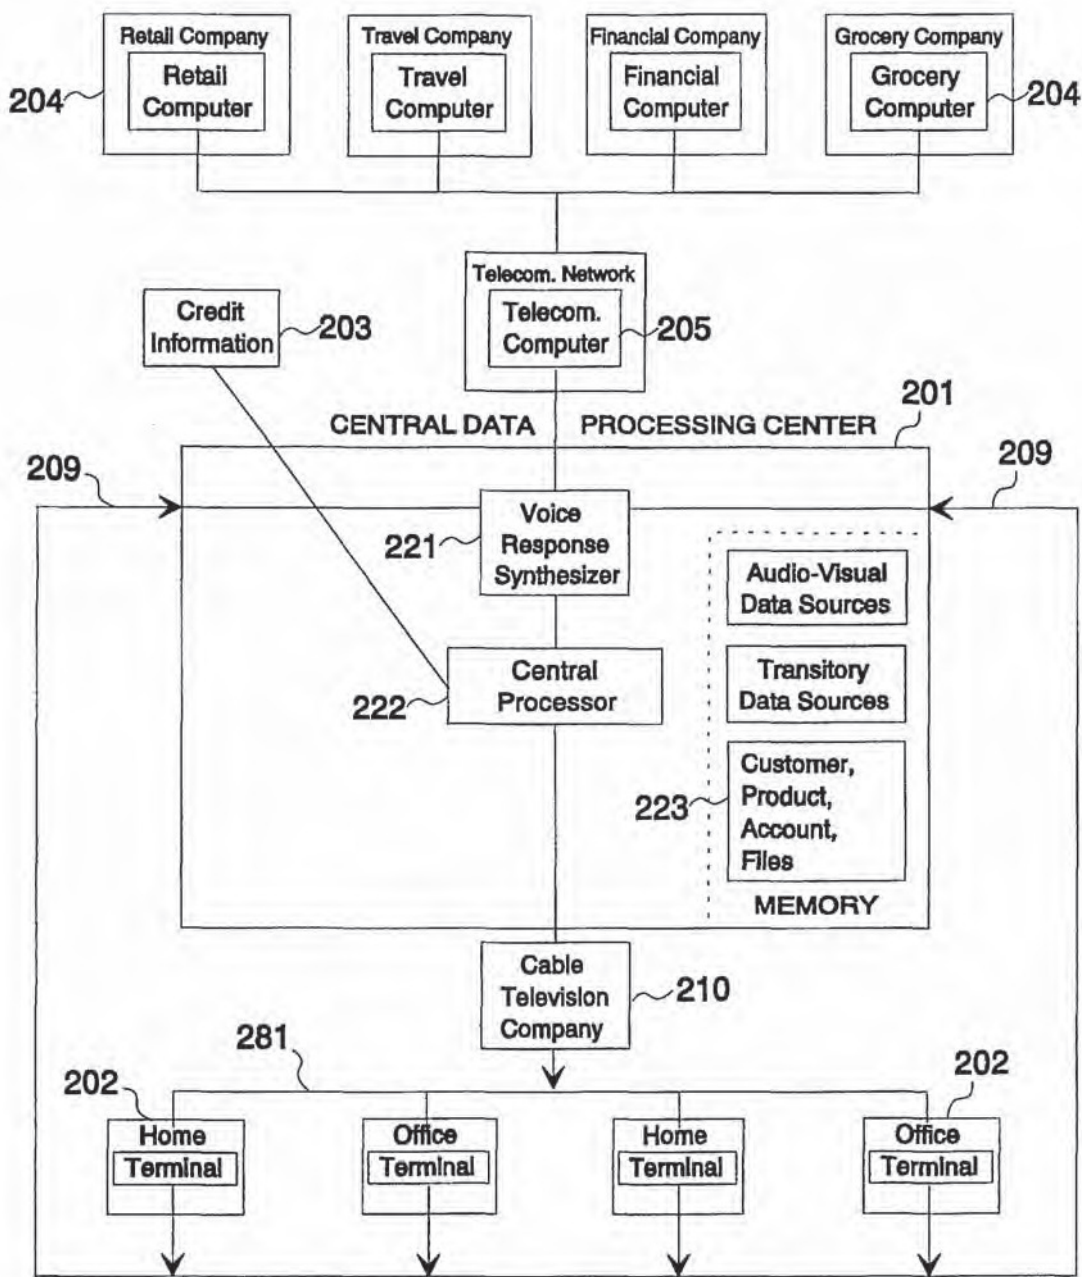 Retail Company
Retail
Computer
204
Travel Company
Travel
Computer
Financial Company
Financial
Computer
Grocery Company
Grocery
Computer
204
Telecom. Network
Telecom.
Computer
205
Credit
Information
203
CENTRAL DATA PROCESSING CENTER
201
209
209
Voice
Response
Synthesizer
221
Audio-Visual
Data Sources
Central
Processor
222
Transitory
Data Sources
Customer,
Product,
Account,
Files
223
MEMORY
Cable
Television
Company
210
281
202
Home
Terminal
Office
Terminal
Home
Terminal
202
Office
Terminal